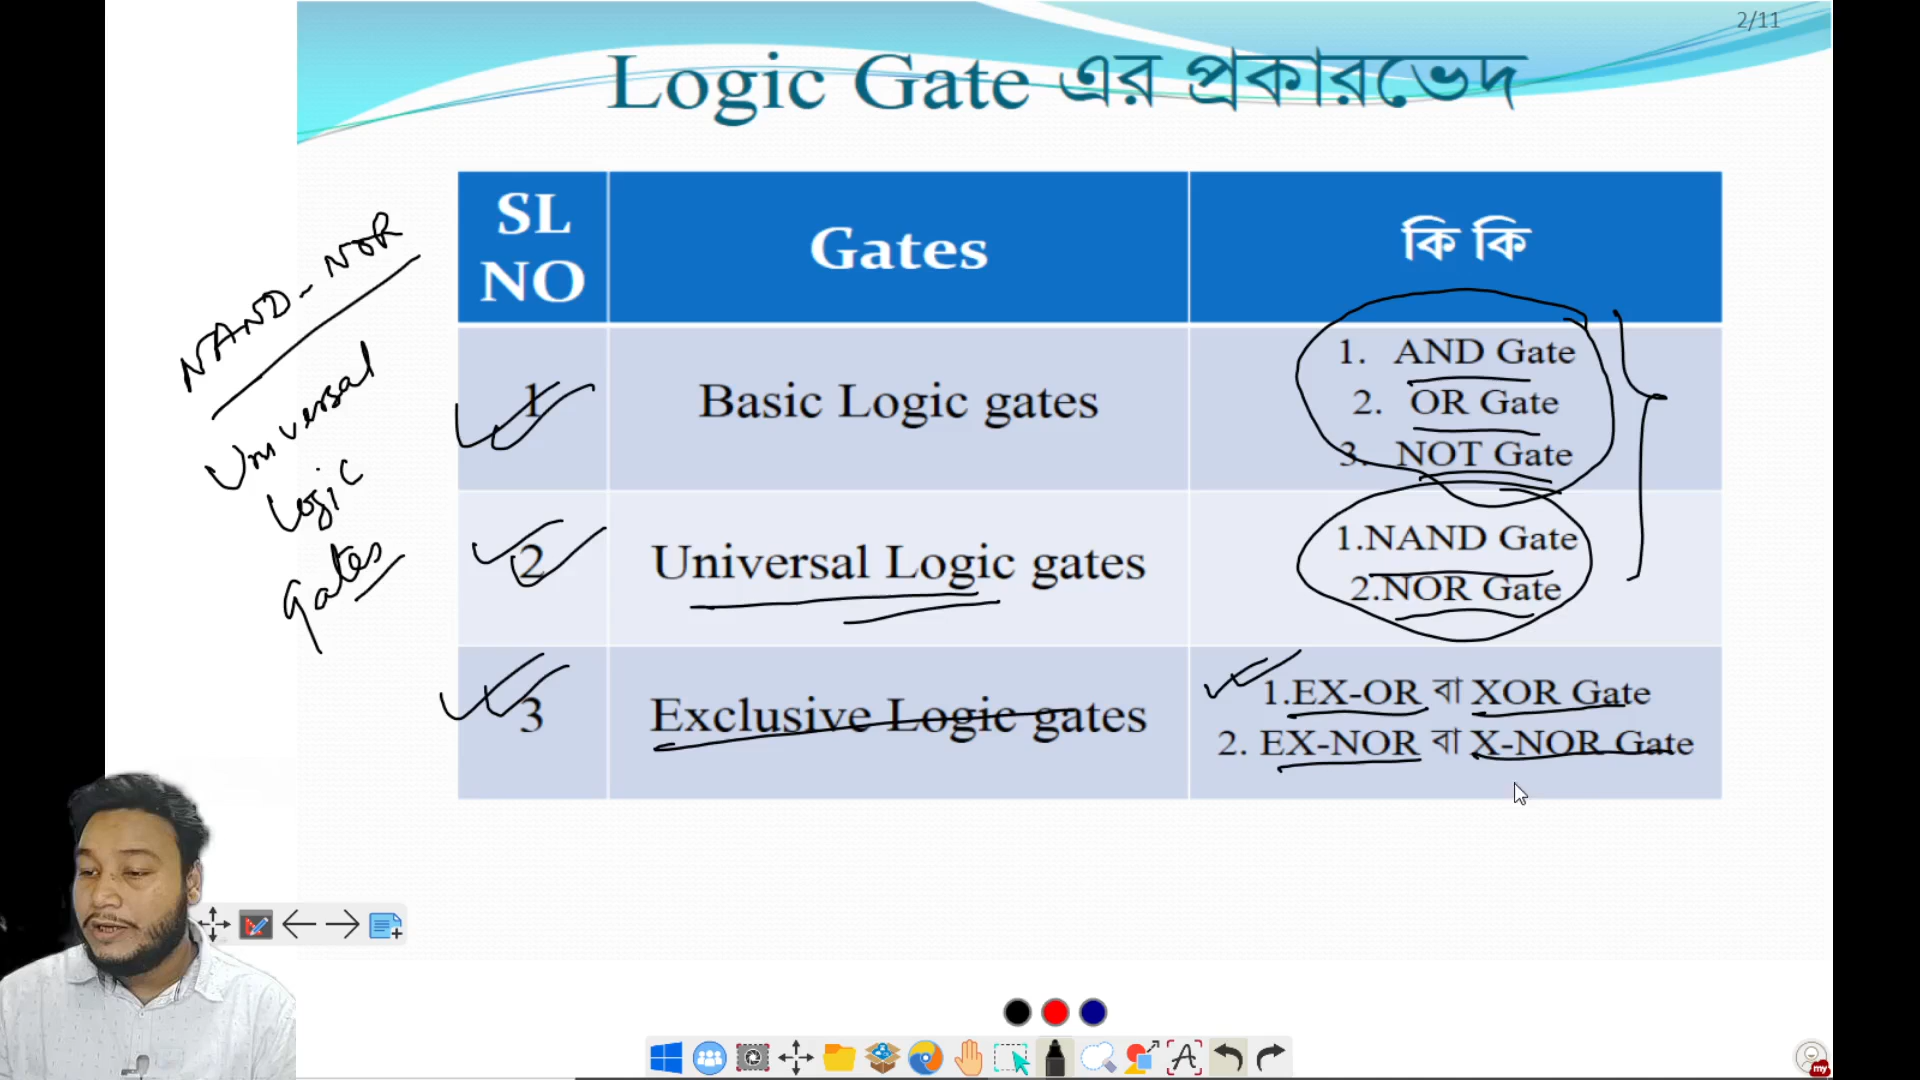 2/11
Logic Gate এর প্রকারভেদ
SL NO
Gates
কি কি
1
Basic Logic gates
1. AND Gate
2. OR Gate
3. NOT Gate
2
Universal Logic gates
1.NAND Gate
2.NOR Gate
3
Exclusive Logic gates
1.EX-OR বা XOR Gate
2. EX-NOR বা X-NOR Gate
NAND-NOR
Universal
Logic
Gates
my